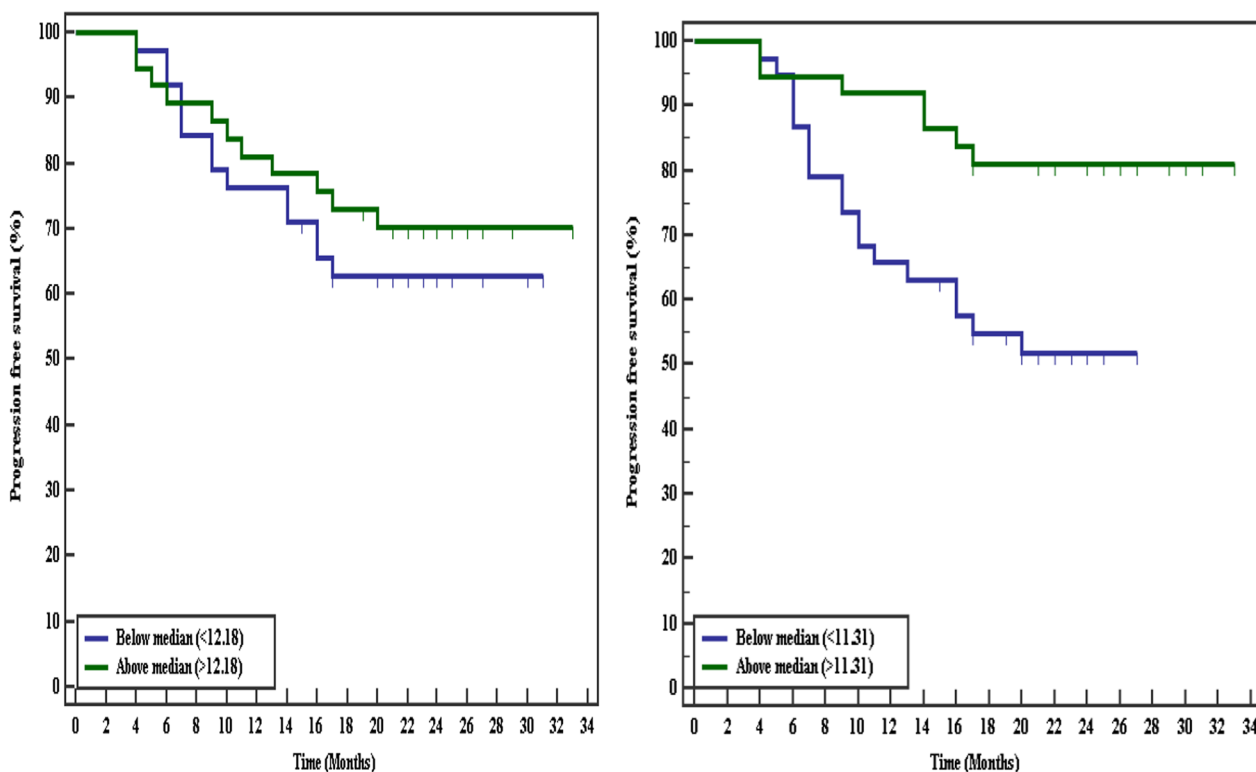 Progression free survival (%)
100
90
80
70
60
50
40
30
20
10
0
Below median (<12.18)
Above median (>12.18)
0 2 4 6 8 10 12 14 16 18 20 22 24 26 28 30 32 34
Time (Months)
Progression free survival (%)
100
90
80
70
60
50
40
30
20
10
0
Below median (<11.31)
Above median (>11.31)
0 2 4 6 8 10 12 14 16 18 20 22 24 26 28 30 32 34
Time (Months)